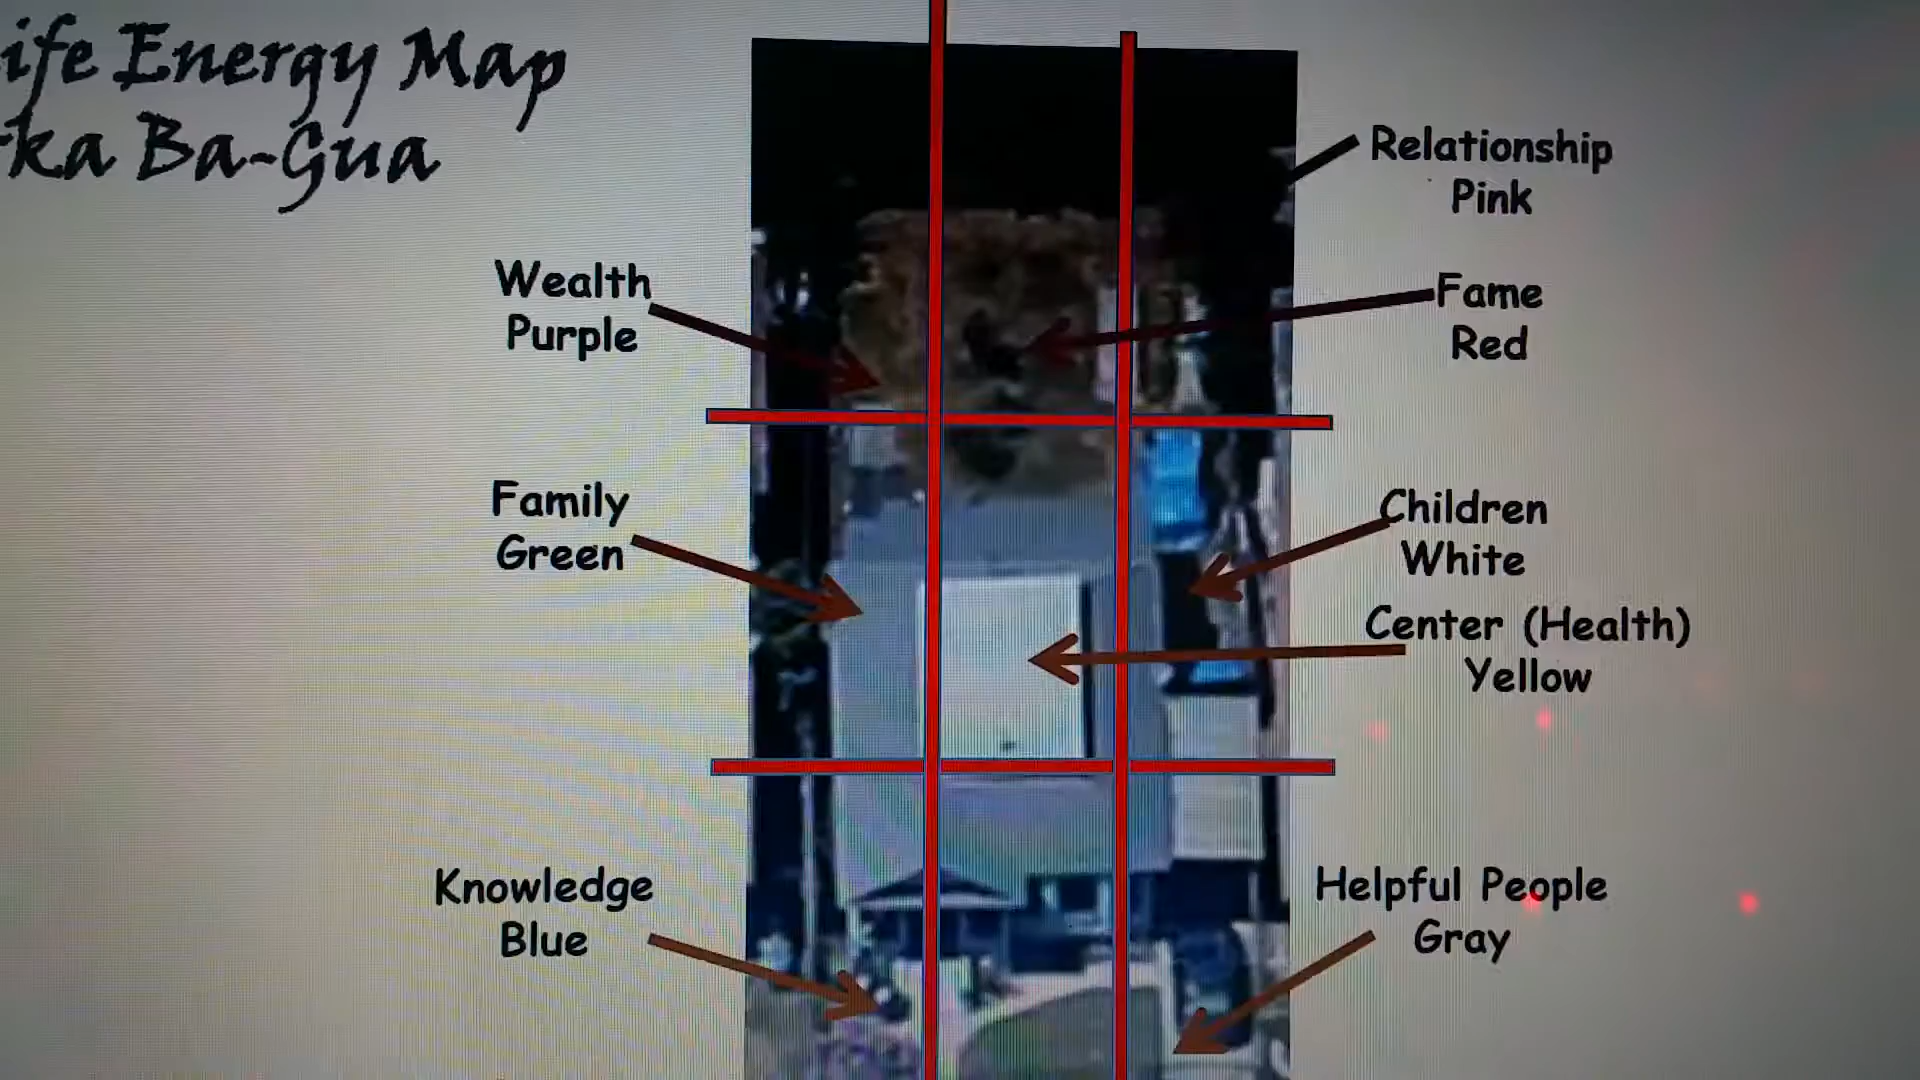 ife Energy Map
ka Ba-Gua
Relationship
Pink
Wealth
Purple
Fame
Red
Family
Green
Children
White
Center (Health)
Yellow
Knowledge
Blue
Helpful People
Gray